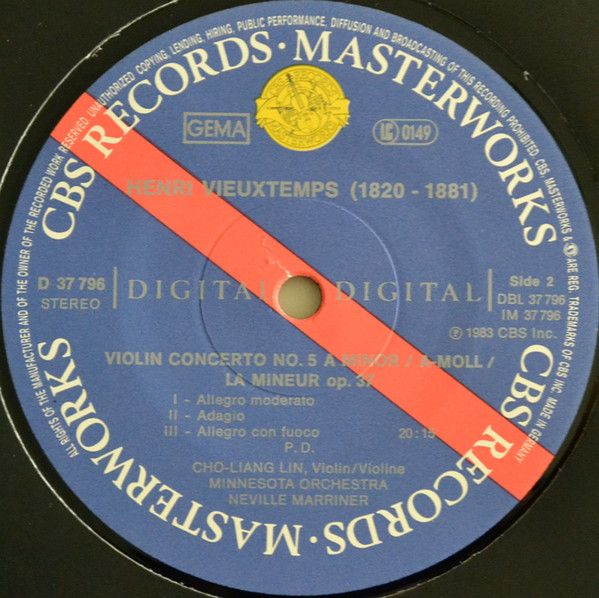 ALL RIGHTS OF THE MANUFACTURER AND OF THE OWNER OF THE RECORDED WORK RESERVED. UNAUTHORIZED COPYING, LENDING, HIRING, PUBLIC PERFORMANCE, DIFFUSION AND BROADCASTING OF THIS RECORDING PROHIBITED. CBS, MASTERWORKS & ARE REG. TRADEMARKS OF CBS INC. MADE IN GERMANY
CBS RECORDS · MASTERWORKS
CBS RECORDS · MASTERWORKS
GEMA
LC 0149
HENRI VIEUXTEMPS (1820 - 1881)
D 37 796
STEREO
DIGITAL
DIGITAL
Side 2
DBL 37 796
IM 37 796
℗ 1983 CBS Inc.
VIOLIN CONCERTO NO. 5 A MINOR / A-MOLL /
LA MINEUR op. 37
I - Allegro moderato
II - Adagio
III - Allegro con fuoco 20:15
P. D.
CHO-LIANG LIN, Violin/Violine
MINNESOTA ORCHESTRA
NEVILLE MARRINER